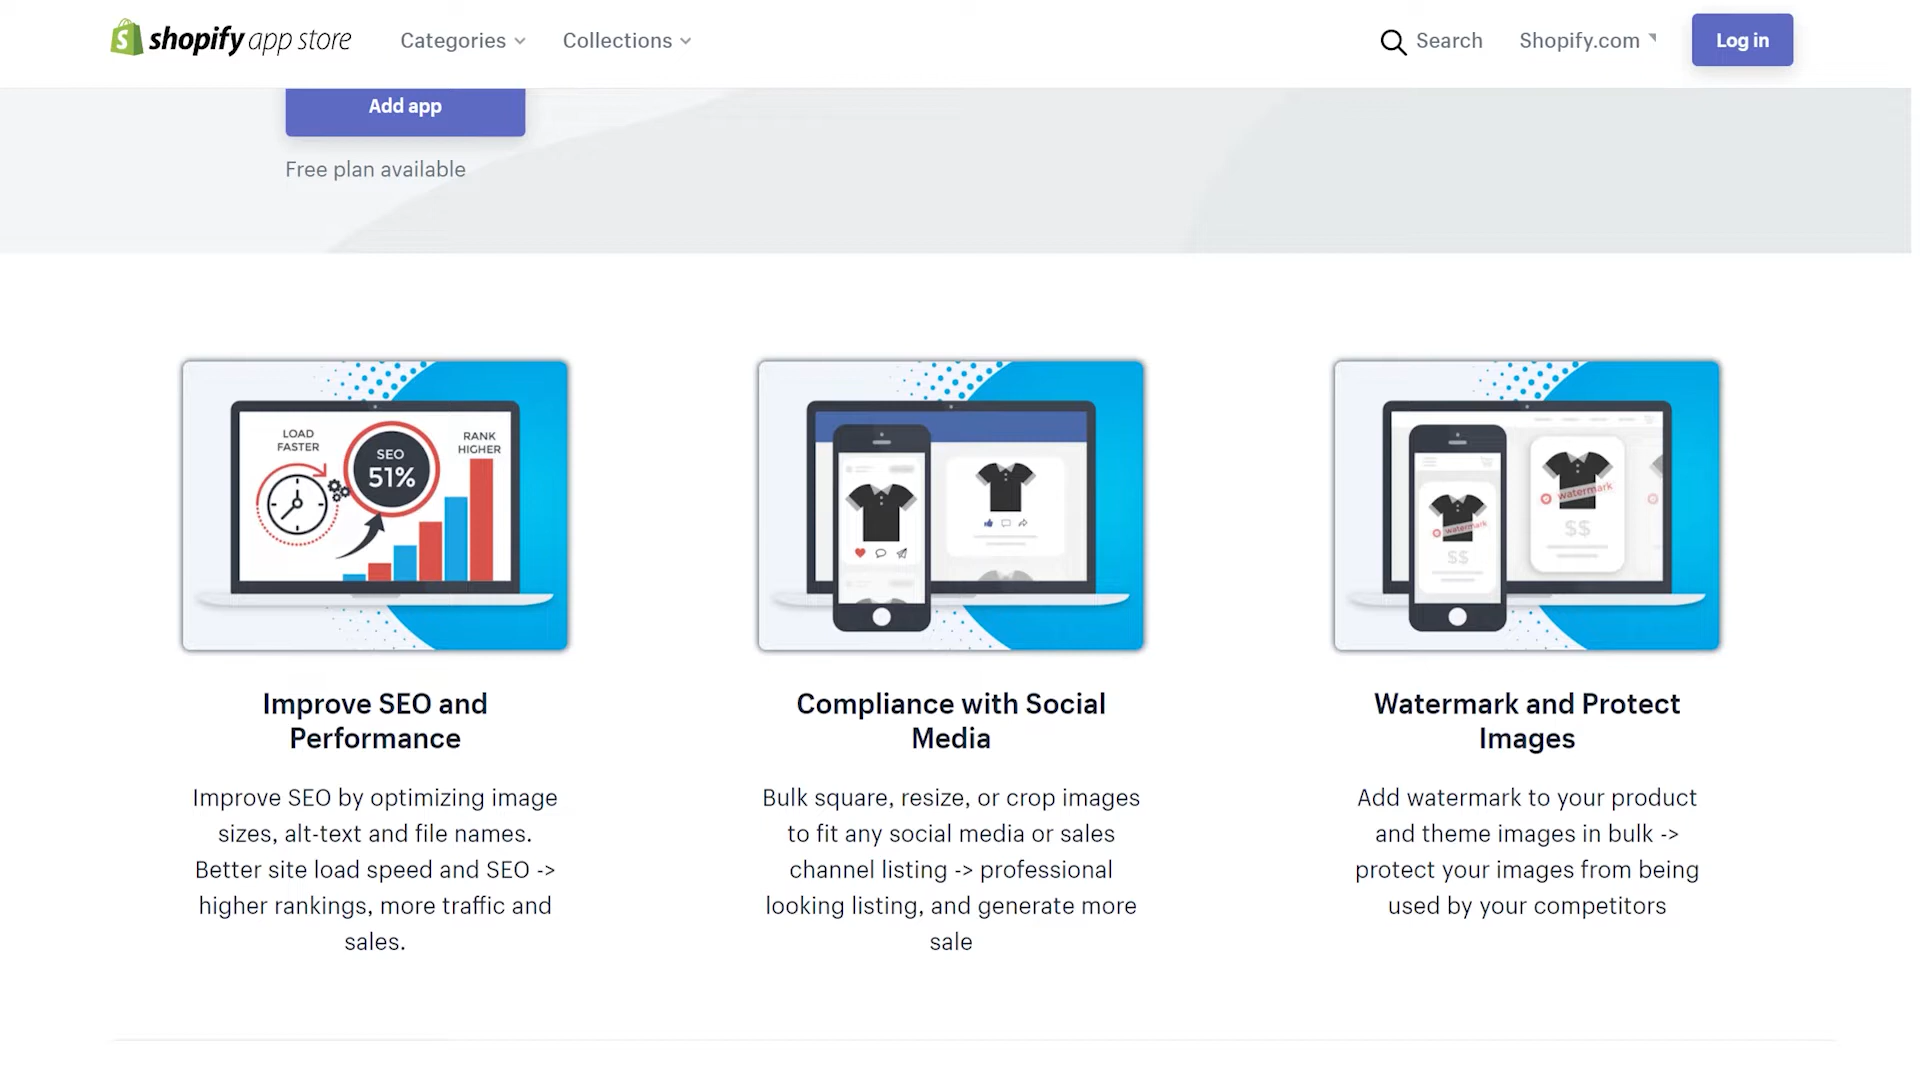 shopify app store
Categories
Collections
Search
Shopify.com
Log in
Add app
Free plan available
LOAD
FASTER
SEO
51%
RANK
HIGHER
watermark
$$
watermark
$$
Improve SEO and
Performance
Improve SEO by optimizing image
sizes, alt-text and file names.
Better site load speed and SEO ->
higher rankings, more traffic and
sales.
Compliance with Social
Media
Bulk square, resize, or crop images
to fit any social media or sales
channel listing -> professional
looking listing, and generate more
sale
Watermark and Protect
Images
Add watermark to your product
and theme images in bulk ->
protect your images from being
used by your competitors